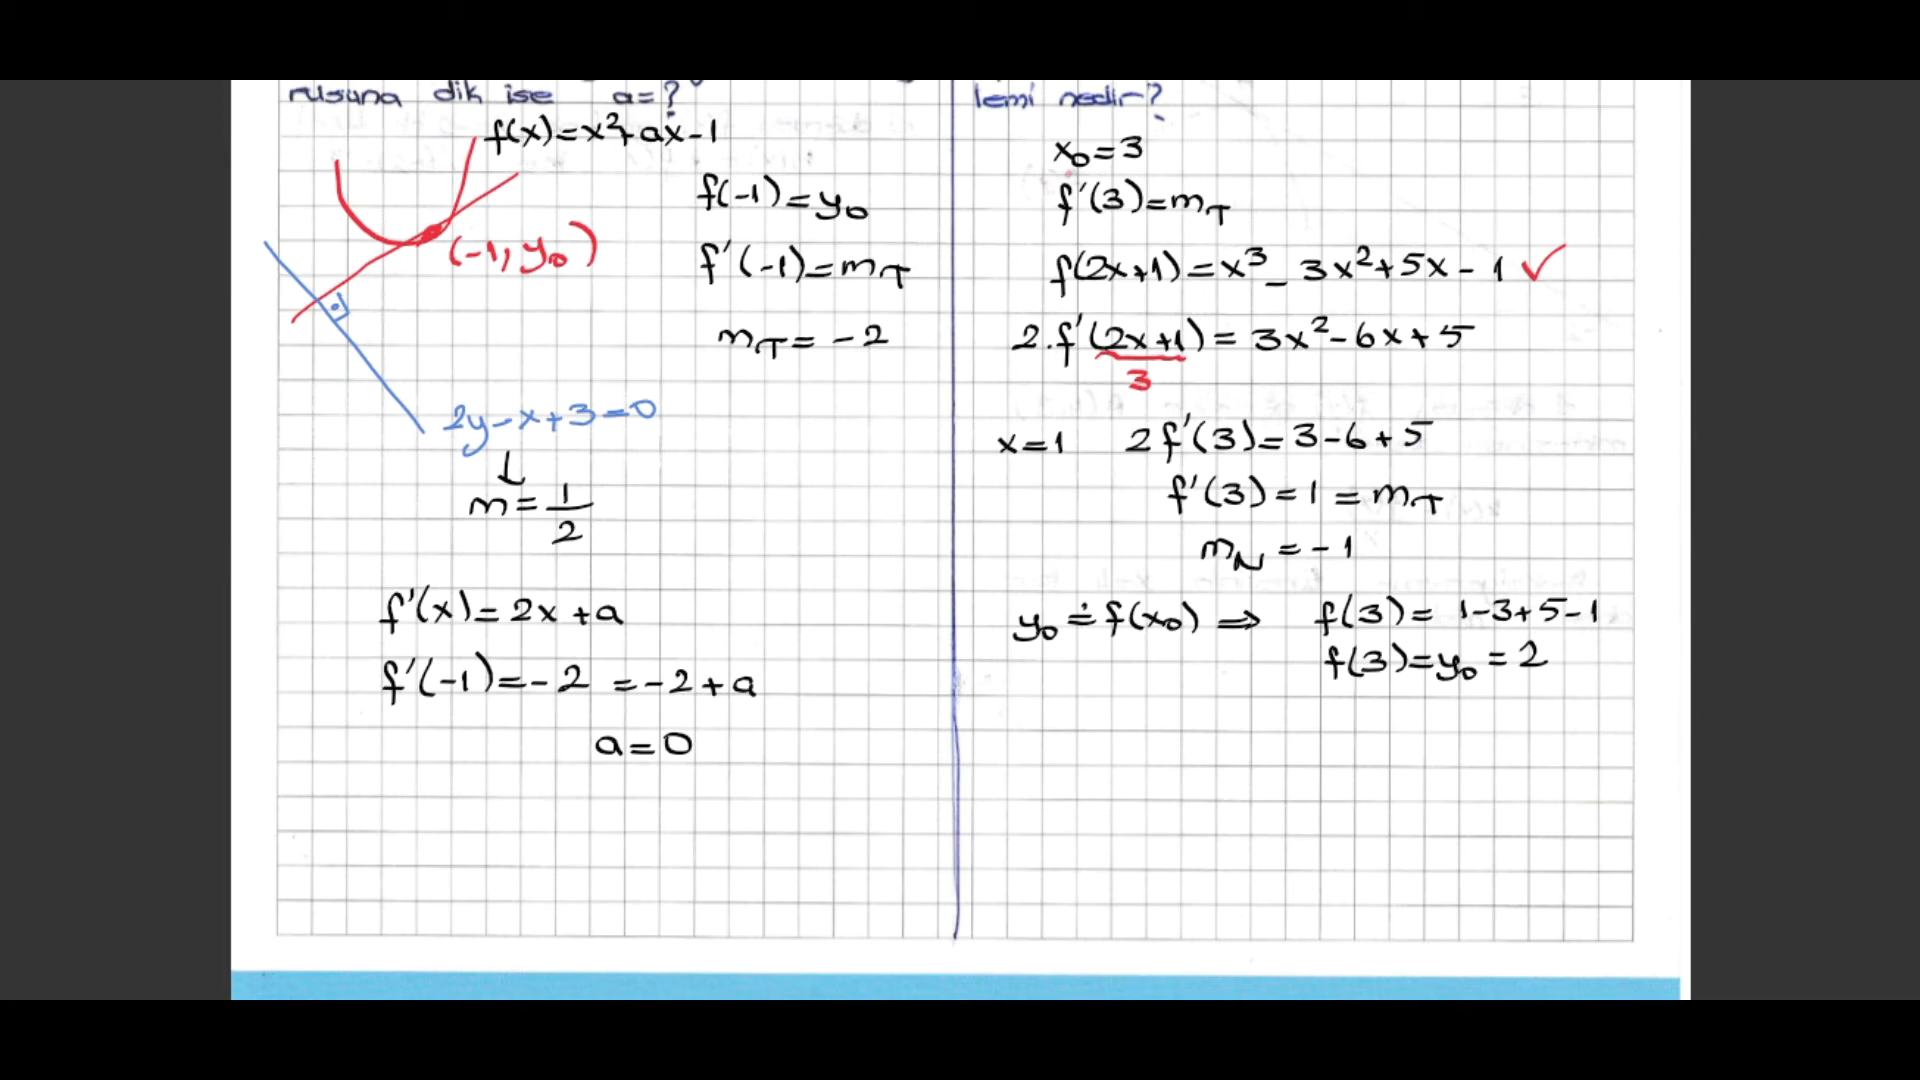 rusuna dik ise a=?
f(x)=x²+ax-1
f(-1)=y₀
(-1, y₀)
f'(-1)=m_T
m_T=-2
2y-x+3=0
↓
m=1/2
f'(x)=2x+a
f'(-1)=-2=-2+a
a=0
lemi nedir?
x₀=3
f'(3)=m_T
f(2x+1)=x³-3x²+5x-1 ✓
2.f'(2x+1)=3x²-6x+5
3
x=1 2f'(3)=3-6+5
f'(3)=1=m_T
m_N=-1
y₀=f(x₀) ⇒ f(3)=1-3+5-1
f(3)=y₀=2